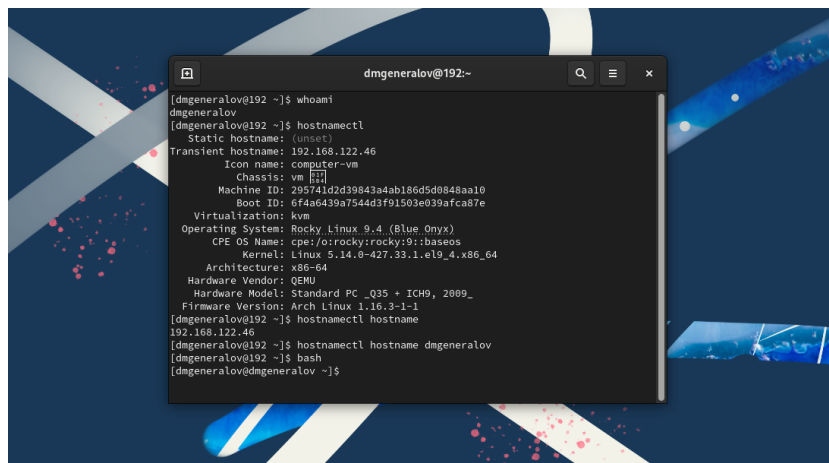 dmgeneralov@192:~
[dmgeneralov@192 ~]$ whoami
dmgeneralov
[dmgeneralov@192 ~]$ hostnamectl
Static hostname: (unset)
Transient hostname: 192.168.122.46
Icon name: computer-vm
Chassis: vm
Machine ID: 295741d2d39843a4ab186d5d0848aa10
Boot ID: 6f4a6439a7544d3f91503e039afca87e
Virtualization: kvm
Operating System: Rocky Linux 9.4 (Blue Onyx)
CPE OS Name: cpe:/o:rocky:rocky:9::baseos
Kernel: Linux 5.14.0-427.33.1.el9_4.x86_64
Architecture: x86-64
Hardware Vendor: QEMU
Hardware Model: Standard PC _Q35 + ICH9, 2009_
Firmware Version: Arch Linux 1.16.3-1-1
[dmgeneralov@192 ~]$ hostnamectl hostname
192.168.122.46
[dmgeneralov@192 ~]$ hostnamectl hostname dmgeneralov
[dmgeneralov@192 ~]$ bash
[dmgeneralov@dmgeneralov ~]$